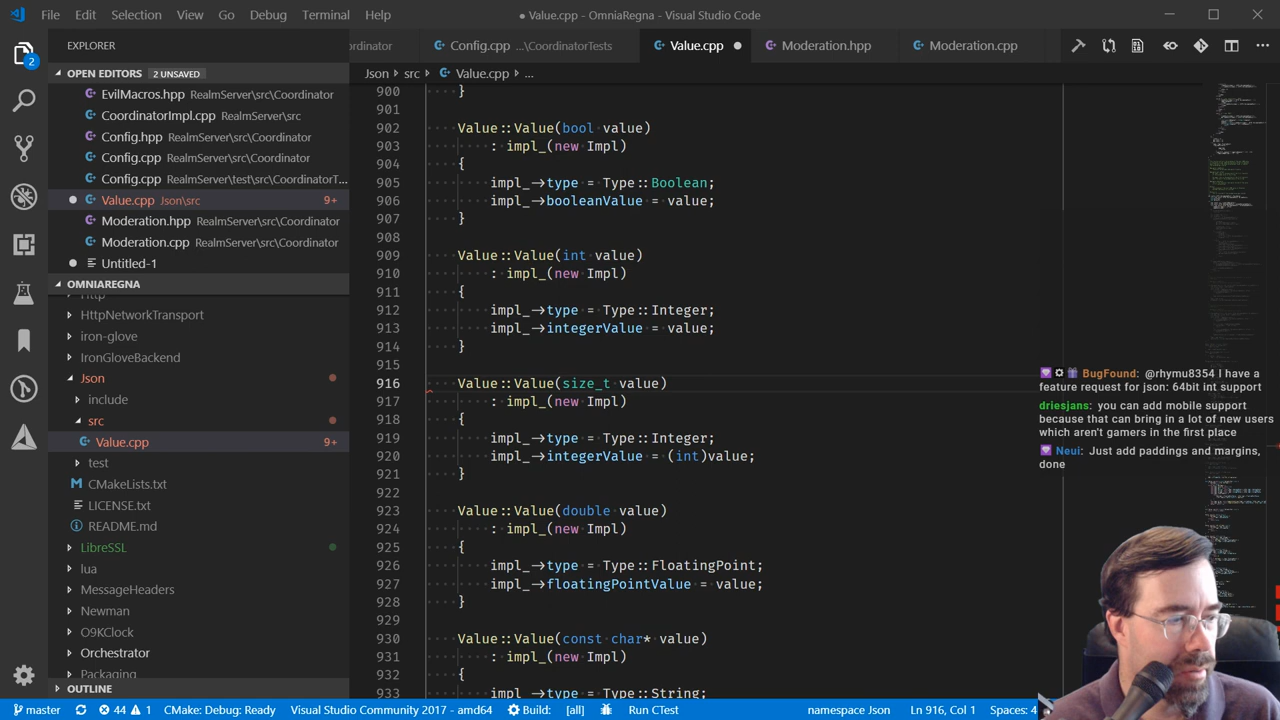 File Edit Selection View Go Debug Terminal Help
● Value.cpp - OmniaRegna - Visual Studio Code
EXPLORER
OPEN EDITORS 2 UNSAVED
EvilMacros.hpp RealmServer\src\Coordinator
CoordinatorImpl.cpp RealmServer\src
Config.hpp RealmServer\src\Coordinator
Config.cpp RealmServer\src\Coordinator
Config.cpp RealmServer\test\src\CoordinatorT...
Value.cpp Json\src 9+
Moderation.hpp RealmServer\src\Coordinator
Moderation.cpp RealmServer\src\Coordinator
Untitled-1
OMNIAREGNA
Http
HttpNetworkTransport
iron-glove
IronGloveBackend
Json
include
src
Value.cpp 9+
test
CMakeLists.txt
LICENSE.txt
README.md
LibreSSL
lua
MessageHeaders
Newman
O9KClock
Orchestrator
Packaging
OUTLINE
ordinator Config.cpp ...\CoordinatorTests Value.cpp Moderation.hpp Moderation.cpp
Json > src > Value.cpp > ...
900 }
901
902 Value::Value(bool value)
903 : impl_(new Impl)
904 {
905 impl_->type = Type::Boolean;
906 impl_->booleanValue = value;
907 }
908
909 Value::Value(int value)
910 : impl_(new Impl)
911 {
912 impl_->type = Type::Integer;
913 impl_->integerValue = value;
914 }
915
916 Value::Value(size_t value)
917 : impl_(new Impl)
918 {
919 impl_->type = Type::Integer;
920 impl_->integerValue = (int)value;
921 }
922
923 Value::Value(double value)
924 : impl_(new Impl)
925 {
926 impl_->type = Type::FloatingPoint;
927 impl_->floatingPointValue = value;
928 }
929
930 Value::Value(const char* value)
931 : impl_(new Impl)
932 {
933 impl_->type = Type::String;
BugFound: @rhymu8354 I have a
feature request for json: 64bit int support
driesjans: you can add mobile support
because that can bring in a lot of new users
which aren't gamers in the first place
Neui: Just add paddings and margins,
done
master 44 1 CMake: Debug: Ready Visual Studio Community 2017 - amd64 Build: [all] Run CTest namespace Json Ln 916, Col 1 Spaces: 4